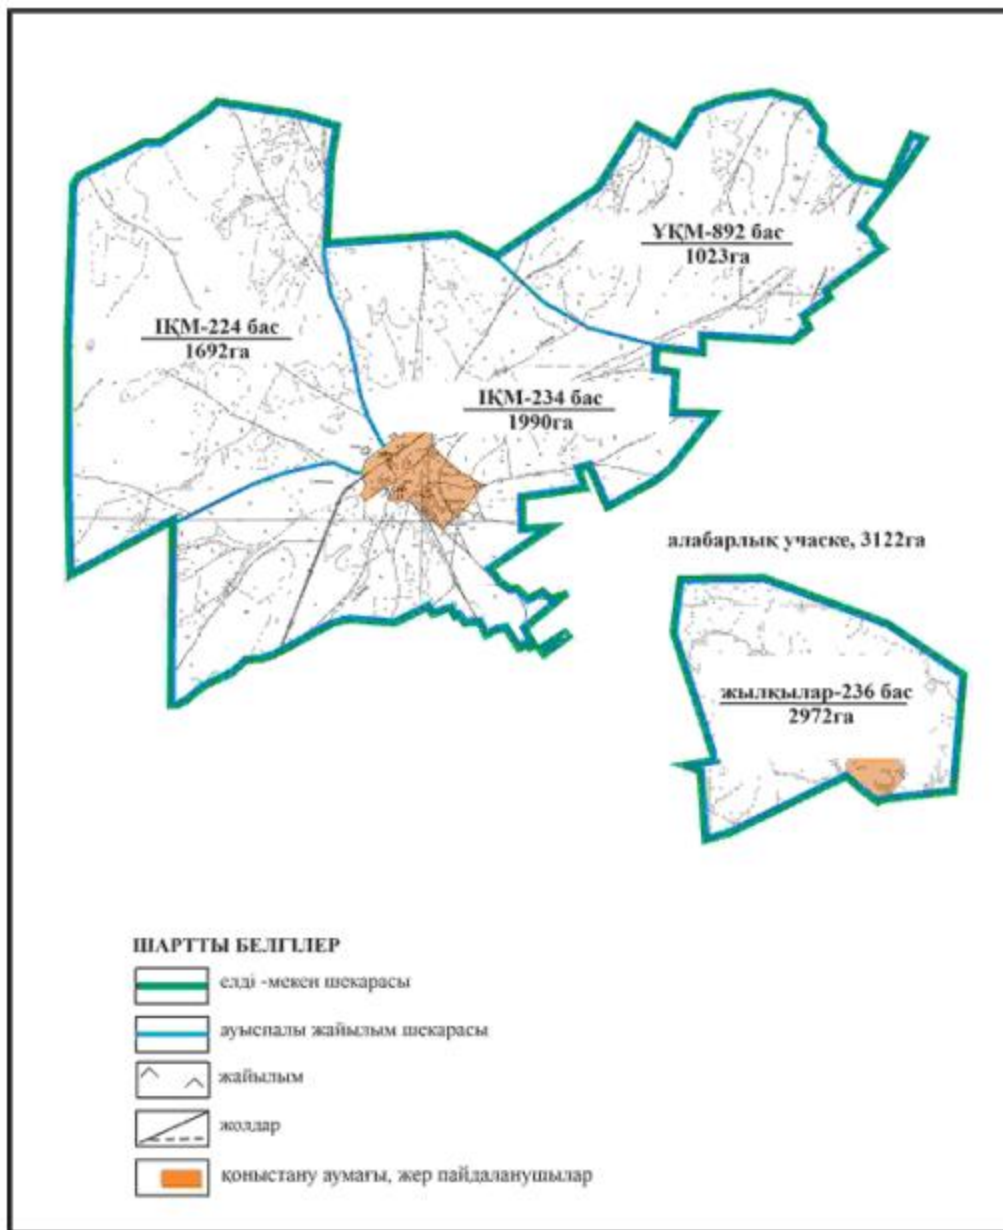 ҰҚМ-892 бас
1023га
ІҚМ-224 бас
1692га
ІҚМ-234 бас
1990га
алабарлық учаске, 3122га
жылқылар-236 бас
2972га
ШАРТТЫ БЕЛГІЛЕР
елді -мекен шекарасы
ауыспалы жайылым шекарасы
жайылым
жолдар
қоныстану аумағы, жер пайдаланушылар